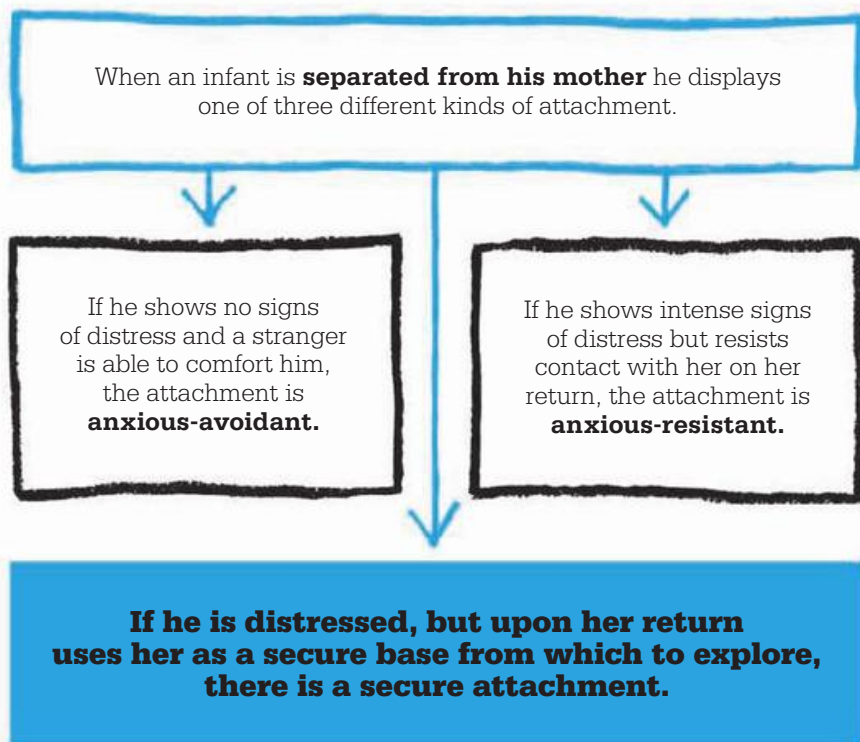 When an infant is separated from his mother he displays
one of three different kinds of attachment.
If he shows no signs
of distress and a stranger
is able to comfort him,
the attachment is
anxious-avoidant.
If he shows intense signs
of distress but resists
contact with her on her
return, the attachment is
anxious-resistant.
If he is distressed, but upon her return
uses her as a secure base from which to explore,
there is a secure attachment.